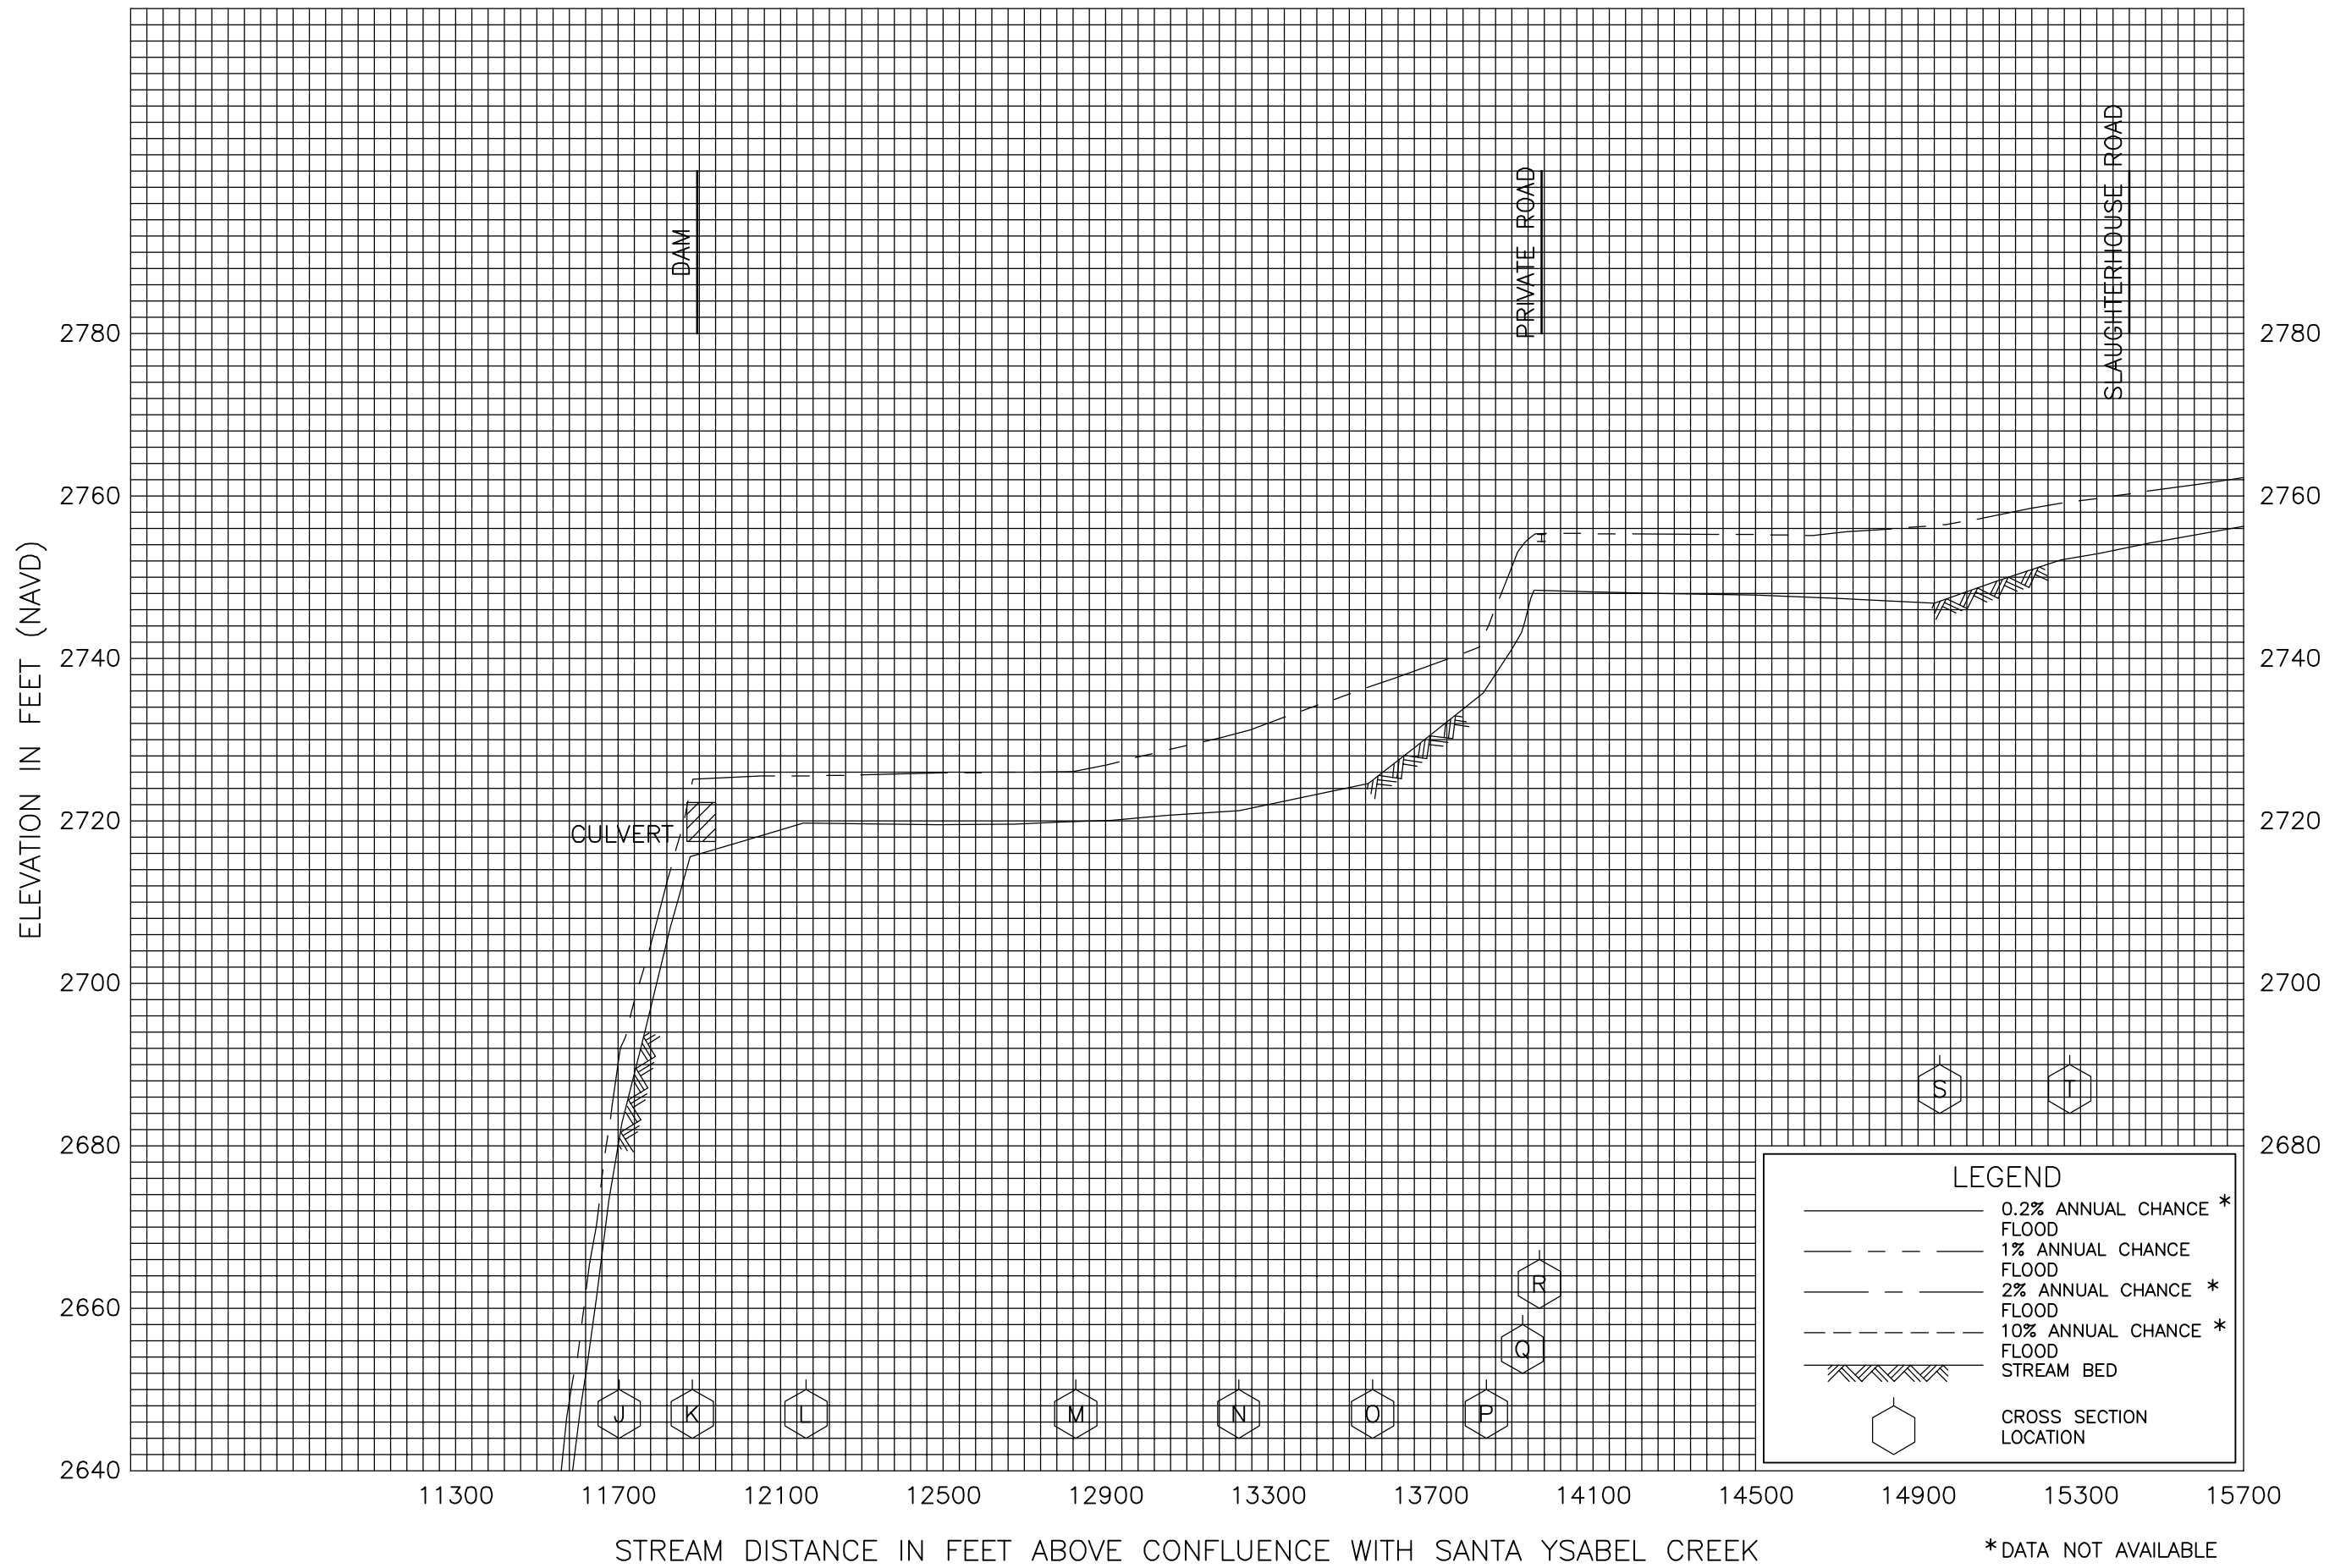 DAM
PRIVATE ROAD
SLAUGHTERHOUSE ROAD
2780
2780
2760
2760
2740
2740
2720
2720
CULVERT
2700
2700
2680
2680
2660
2640
ELEVATION IN FEET (NAVD)
S
T
R
Q
J
K
L
M
N
O
P
LEGEND
0.2% ANNUAL CHANCE *
FLOOD
1% ANNUAL CHANCE
FLOOD
2% ANNUAL CHANCE *
FLOOD
10% ANNUAL CHANCE *
FLOOD
STREAM BED
CROSS SECTION
LOCATION
11300 11700 12100 12500 12900 13300 13700 14100 14500 14900 15300 15700
STREAM DISTANCE IN FEET ABOVE CONFLUENCE WITH SANTA YSABEL CREEK
*DATA NOT AVAILABLE